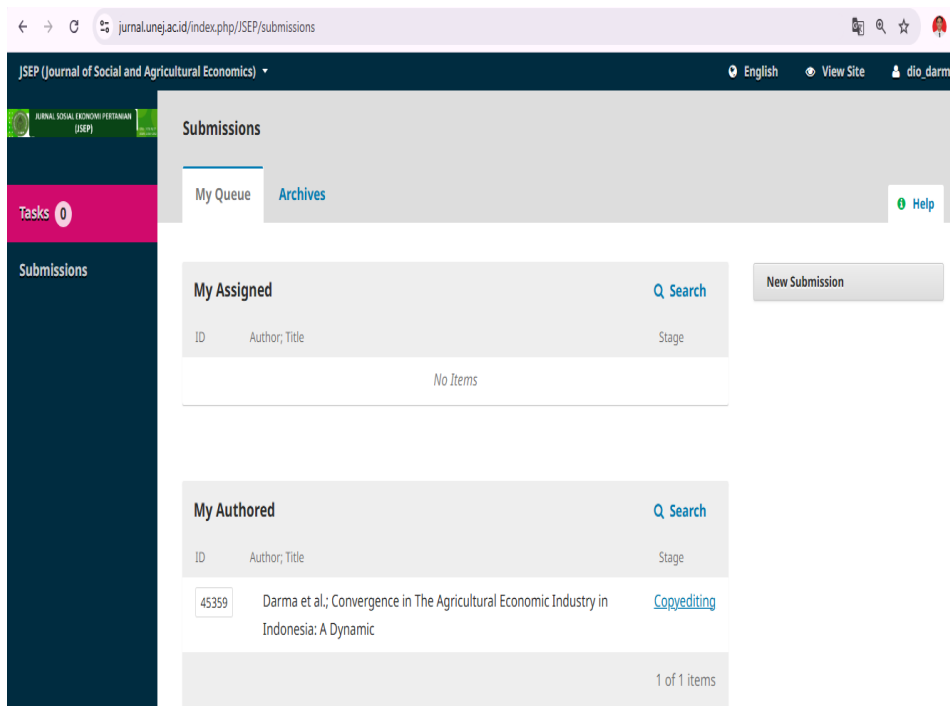 jurnal.unej.ac.id/index.php/JSEP/submissions
JSEP (Journal of Social and Agricultural Economics)
English
View Site
dio_darm
JURNAL SOSIAL EKONOMI PERTANIAN
(JSEP)
Submissions
My Queue
Archives
Help
Tasks 0
Submissions
My Assigned
Search
New Submission
ID Author; Title Stage
No Items
My Authored
Search
ID Author; Title Stage
45359 Darma et al.; Convergence in The Agricultural Economic Industry in Copyediting
Indonesia: A Dynamic
1 of 1 items